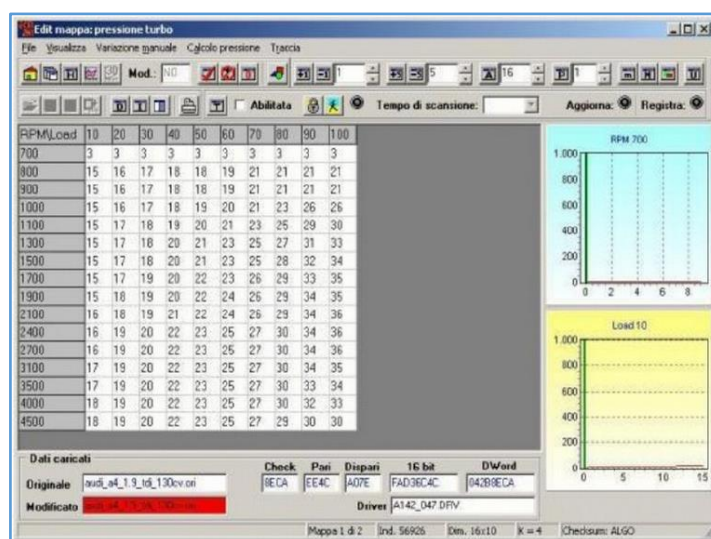 Edit mappa: pressione turbo
File Visualizza Variazione manuale Calcolo pressione Traccia
Mod.: NO 1 5 16 1
Abilitata Tempo di scansione: Aggiorna: Registra:
RPM\Load 10 20 30 40 50 60 70 80 90 100
700 3 3 3 3 3 3 3 3 3 3
800 15 16 17 18 18 19 21 21 21 21
900 15 16 17 18 18 19 21 21 21 21
1000 15 16 17 18 19 20 21 23 26 26
1100 15 17 18 19 20 21 23 25 29 30
1300 15 17 18 20 21 23 25 27 31 33
1500 15 17 18 20 21 23 25 28 32 34
1700 15 17 19 20 22 23 26 29 33 35
1900 15 18 19 20 22 24 26 29 34 35
2100 16 18 19 21 22 24 26 29 34 36
2400 16 19 20 22 23 25 27 30 34 36
2700 16 19 20 22 23 25 27 30 34 36
3100 17 19 20 22 23 25 27 30 34 35
3500 17 19 20 22 23 25 27 30 33 34
4000 18 19 20 22 23 25 27 30 32 33
4500 18 19 20 22 23 25 27 29 30 30
RPM 700
1.000
800
600
400
200
0
0 2 4 6 8
Load 10
1.000
800
600
400
200
0
0 5 10 15
Dati caricati
Check Pari Dispari 16 bit DWord
Originale audi_a4_1.9_tdi_130cv.ori 8ECA EE4C A07E FAD36C4C 042B8ECA
Modificato
Driver A142_047.DRV
Mappa 1 di 2 Ind. 56926 Dim. 16x10 K = 4 Checksum: ALGO